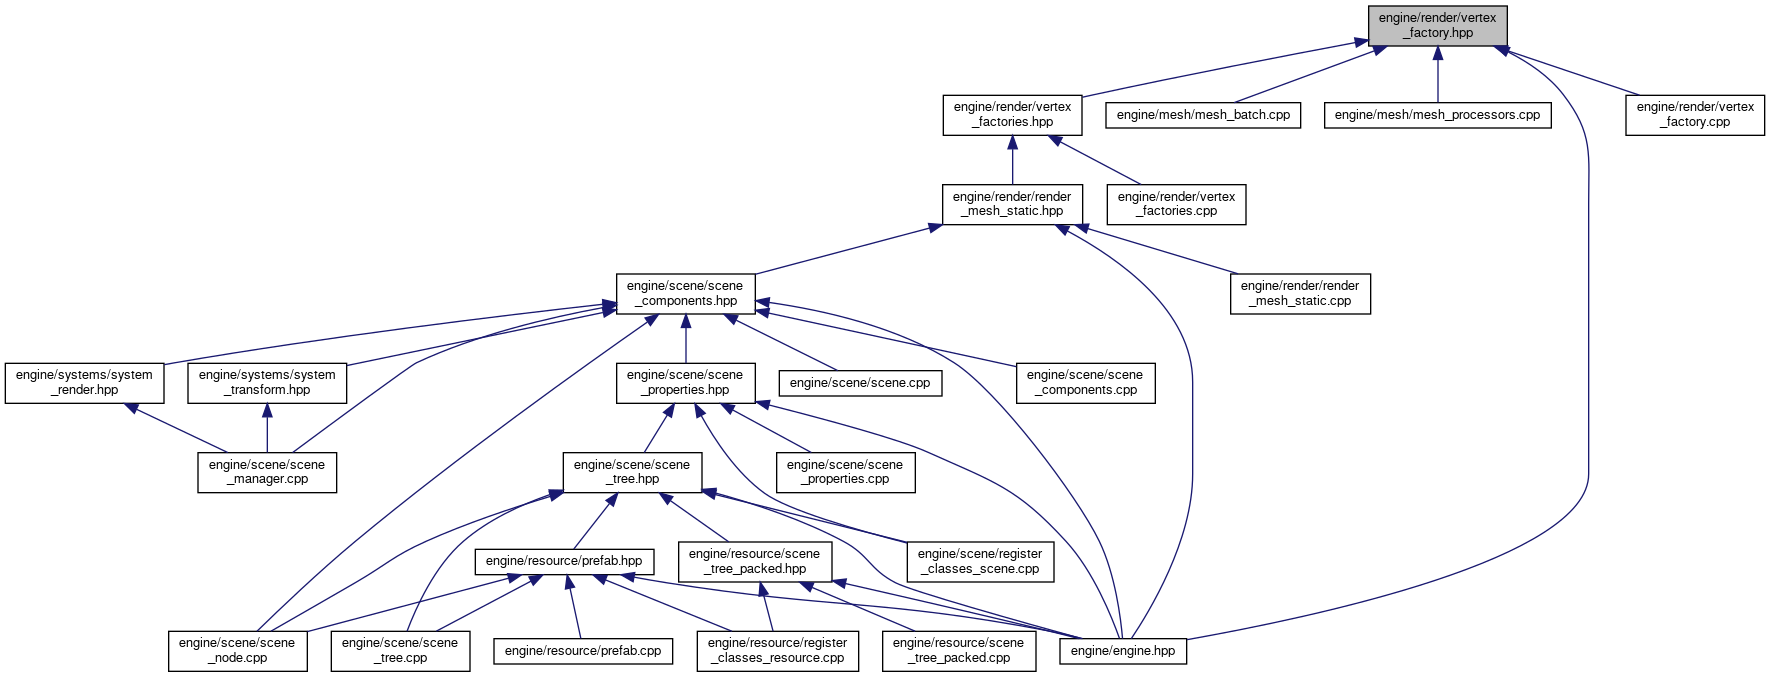 engine/render/vertex
_factory.hpp
engine/render/vertex
_factories.hpp
engine/mesh/mesh_batch.cpp
engine/mesh/mesh_processors.cpp
engine/render/vertex
_factory.cpp
engine/render/render
_mesh_static.hpp
engine/render/vertex
_factories.cpp
engine/scene/scene
_components.hpp
engine/render/render
_mesh_static.cpp
engine/systems/system
_render.hpp
engine/systems/system
_transform.hpp
engine/scene/scene
_properties.hpp
engine/scene/scene.cpp
engine/scene/scene
_components.cpp
engine/scene/scene
_manager.cpp
engine/scene/scene
_tree.hpp
engine/scene/scene
_properties.cpp
engine/resource/prefab.hpp
engine/resource/scene
_tree_packed.hpp
engine/scene/register
_classes_scene.cpp
engine/scene/scene
_node.cpp
engine/scene/scene
_tree.cpp
engine/resource/prefab.cpp
engine/resource/register
_classes_resource.cpp
engine/resource/scene
_tree_packed.cpp
engine/engine.hpp